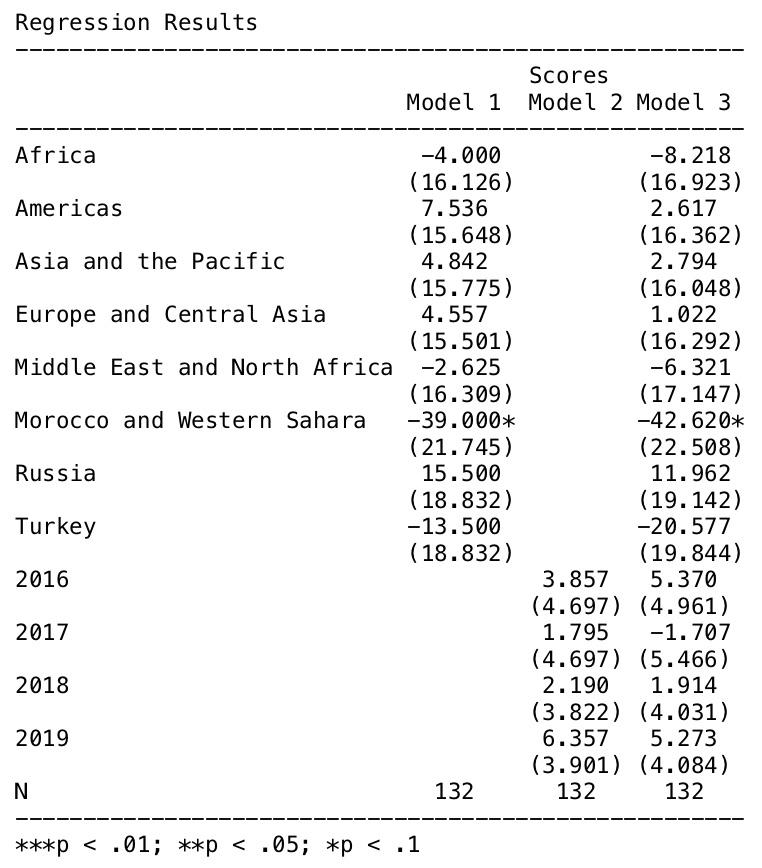 Regression Results
------------------------------------------------------
Scores
Model 1 Model 2 Model 3
------------------------------------------------------
Africa −4.000 −8.218
(16.126) (16.923)
Americas 7.536 2.617
(15.648) (16.362)
Asia and the Pacific 4.842 2.794
(15.775) (16.048)
Europe and Central Asia 4.557 1.022
(15.501) (16.292)
Middle East and North Africa −2.625 −6.321
(16.309) (17.147)
Morocco and Western Sahara −39.000* −42.620*
(21.745) (22.508)
Russia 15.500 11.962
(18.832) (19.142)
Turkey −13.500 −20.577
(18.832) (19.844)
2016 3.857 5.370
(4.697) (4.961)
2017 1.795 −1.707
(4.697) (5.466)
2018 2.190 1.914
(3.822) (4.031)
2019 6.357 5.273
(3.901) (4.084)
N 132 132 132
------------------------------------------------------
***p < .01; **p < .05; *p < .1